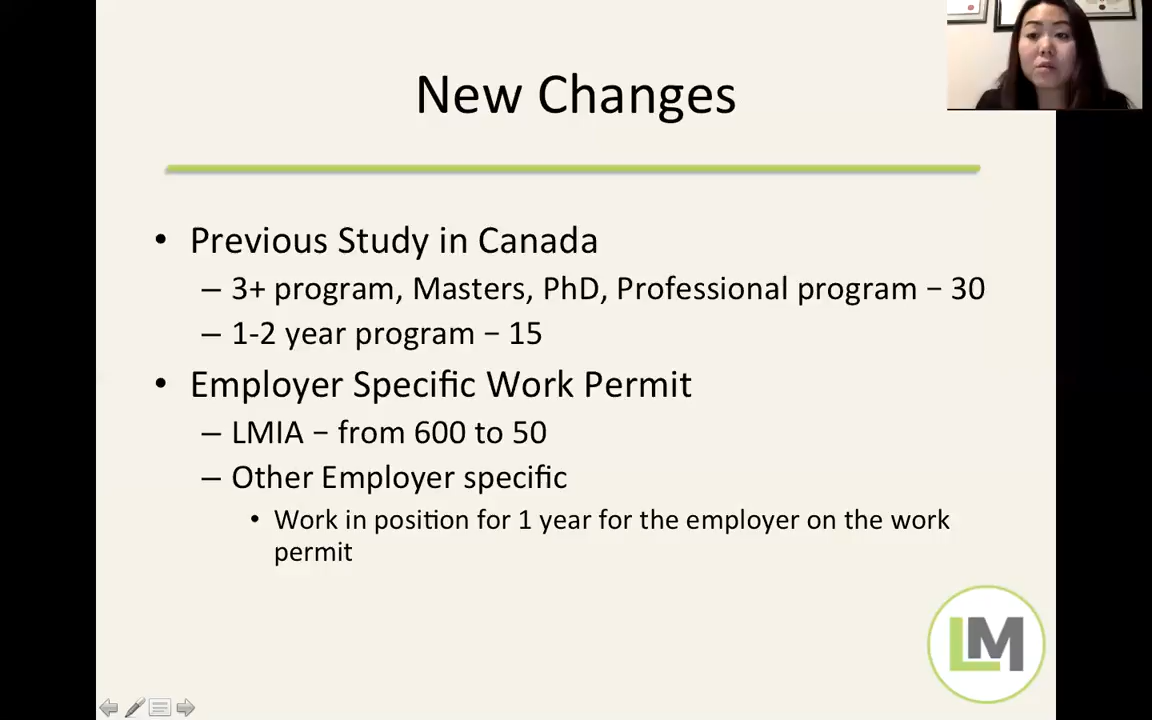 New Changes
• Previous Study in Canada
– 3+ program, Masters, PhD, Professional program – 30
– 1-2 year program – 15
• Employer Specific Work Permit
– LMIA – from 600 to 50
– Other Employer specific
• Work in position for 1 year for the employer on the work
permit
LM